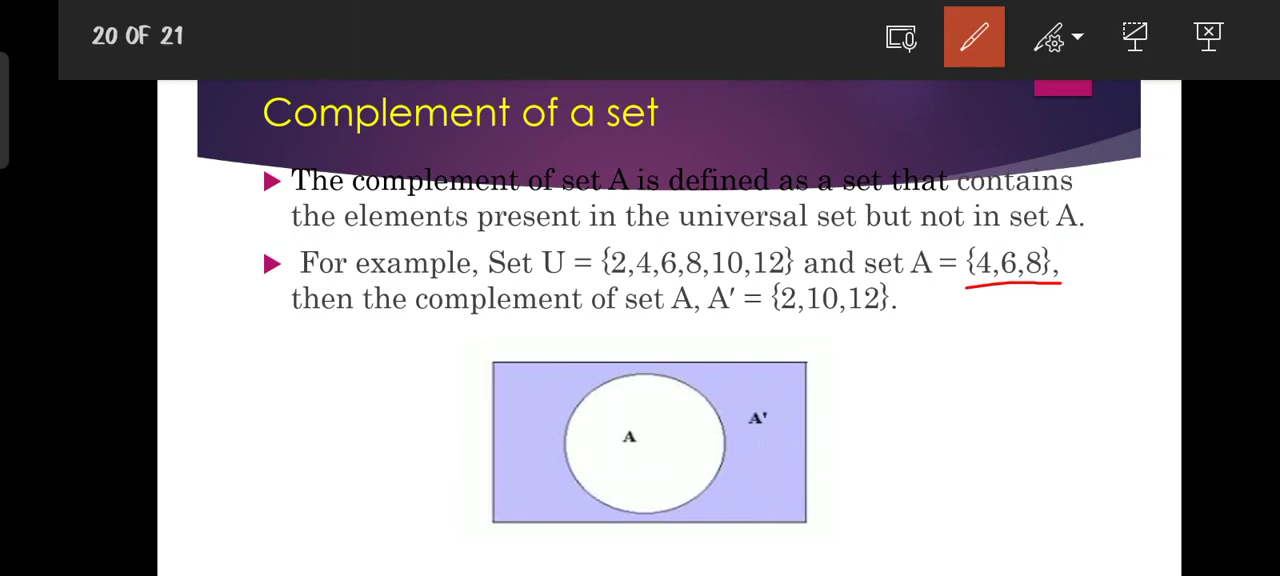 20 OF 21
Complement of a set
The complement of set A is defined as a set that contains
the elements present in the universal set but not in set A.
For example, Set U = {2,4,6,8,10,12} and set A = {4,6,8},
then the complement of set A, A′ = {2,10,12}.
A'
A